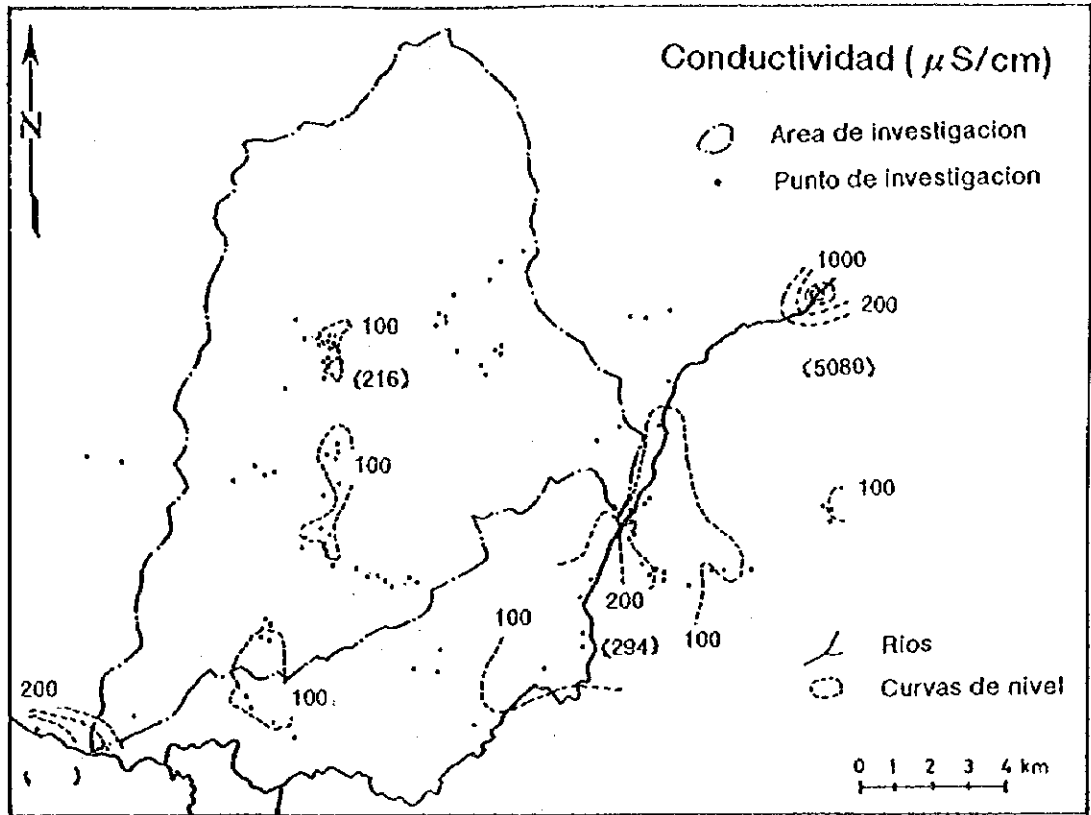 Conductividad ( μS/cm)
N
Area de investigacion
Punto de investigacion
1000
200
100
(216)
(5080)
100
100
200
100
(294)
100
Rios
200
100
Curvas de nivel
0 1 2 3 4 km
( )